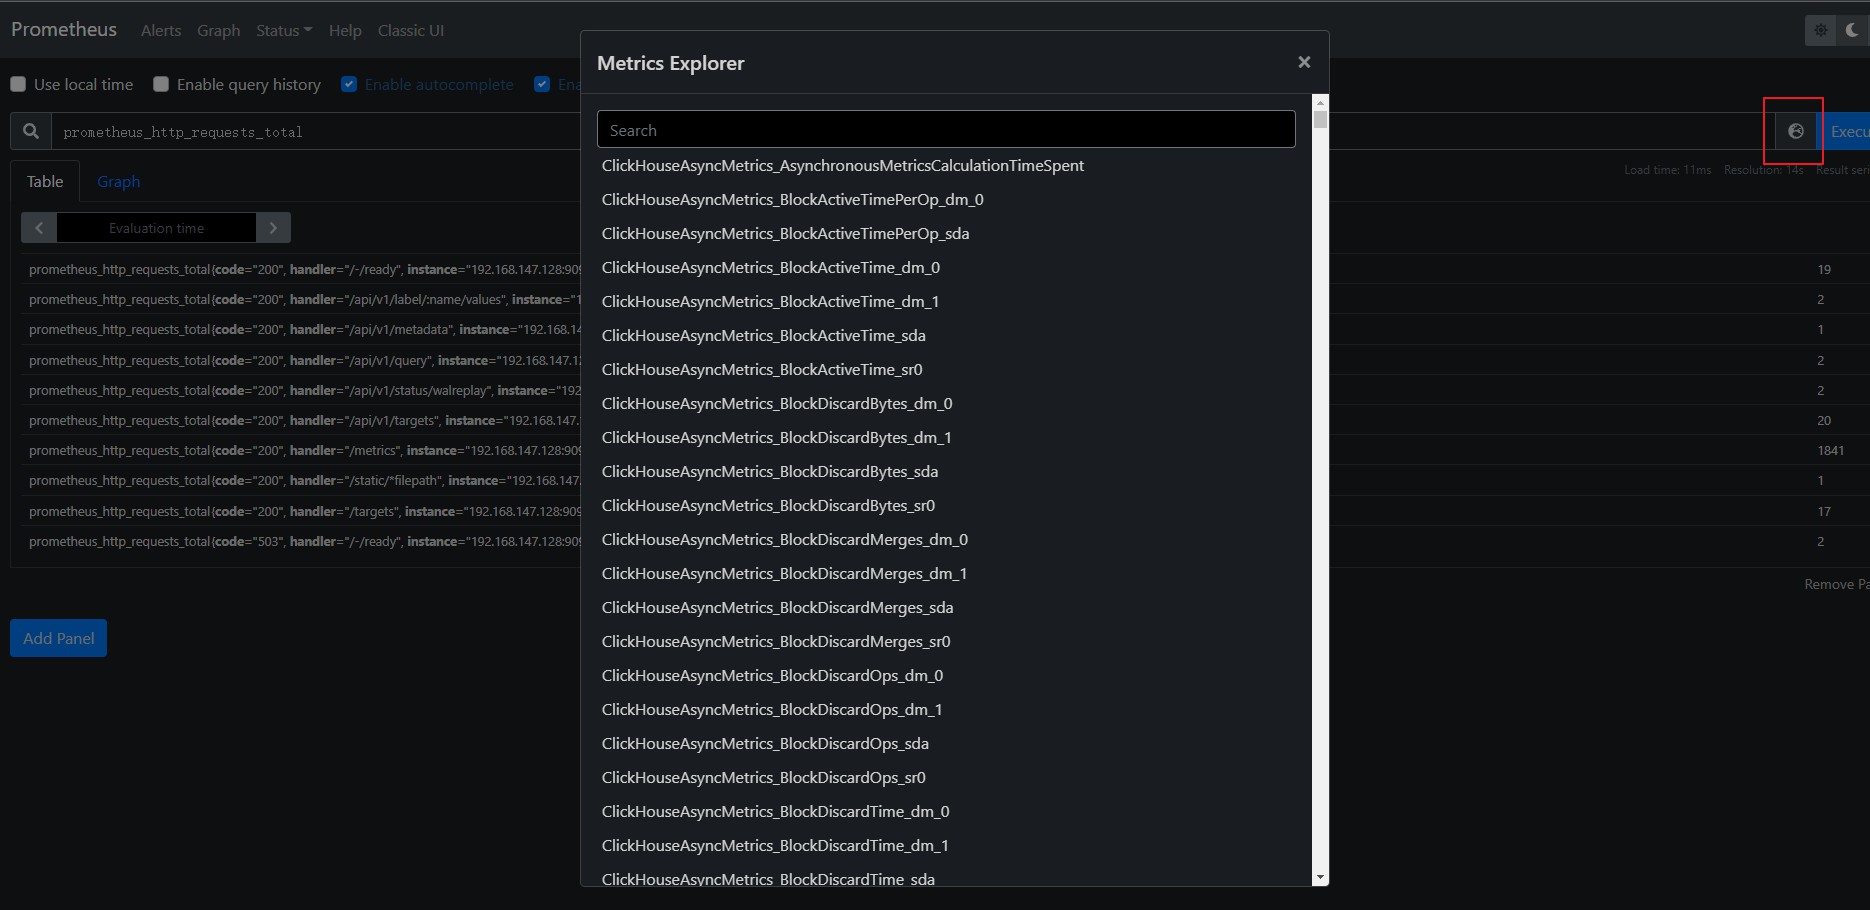 Prometheus Alerts Graph Status Help Classic UI
Use local time Enable query history Enable autocomplete Ena
prometheus_http_requests_total
Execu
Load time: 11ms Resolution: 14s Result seri
Table Graph
Evaluation time
prometheus_http_requests_total{code="200", handler="/-/ready", instance="192.168.147.128:909 19
prometheus_http_requests_total{code="200", handler="/api/v1/label/:name/values", instance="1 2
prometheus_http_requests_total{code="200", handler="/api/v1/metadata", instance="192.168.14 1
prometheus_http_requests_total{code="200", handler="/api/v1/query", instance="192.168.147.12 2
prometheus_http_requests_total{code="200", handler="/api/v1/status/walreplay", instance="192 2
prometheus_http_requests_total{code="200", handler="/api/v1/targets", instance="192.168.147. 20
prometheus_http_requests_total{code="200", handler="/metrics", instance="192.168.147.128:909 1841
prometheus_http_requests_total{code="200", handler="/static/*filepath", instance="192.168.147. 1
prometheus_http_requests_total{code="200", handler="/targets", instance="192.168.147.128:909 17
prometheus_http_requests_total{code="503", handler="/-/ready", instance="192.168.147.128:909 2
Remove Pa
Add Panel
Metrics Explorer ×
Search
ClickHouseAsyncMetrics_AsynchronousMetricsCalculationTimeSpent
ClickHouseAsyncMetrics_BlockActiveTimePerOp_dm_0
ClickHouseAsyncMetrics_BlockActiveTimePerOp_sda
ClickHouseAsyncMetrics_BlockActiveTime_dm_0
ClickHouseAsyncMetrics_BlockActiveTime_dm_1
ClickHouseAsyncMetrics_BlockActiveTime_sda
ClickHouseAsyncMetrics_BlockActiveTime_sr0
ClickHouseAsyncMetrics_BlockDiscardBytes_dm_0
ClickHouseAsyncMetrics_BlockDiscardBytes_dm_1
ClickHouseAsyncMetrics_BlockDiscardBytes_sda
ClickHouseAsyncMetrics_BlockDiscardBytes_sr0
ClickHouseAsyncMetrics_BlockDiscardMerges_dm_0
ClickHouseAsyncMetrics_BlockDiscardMerges_dm_1
ClickHouseAsyncMetrics_BlockDiscardMerges_sda
ClickHouseAsyncMetrics_BlockDiscardMerges_sr0
ClickHouseAsyncMetrics_BlockDiscardOps_dm_0
ClickHouseAsyncMetrics_BlockDiscardOps_dm_1
ClickHouseAsyncMetrics_BlockDiscardOps_sda
ClickHouseAsyncMetrics_BlockDiscardOps_sr0
ClickHouseAsyncMetrics_BlockDiscardTime_dm_0
ClickHouseAsyncMetrics_BlockDiscardTime_dm_1
ClickHouseAsyncMetrics_BlockDiscardTime_sda